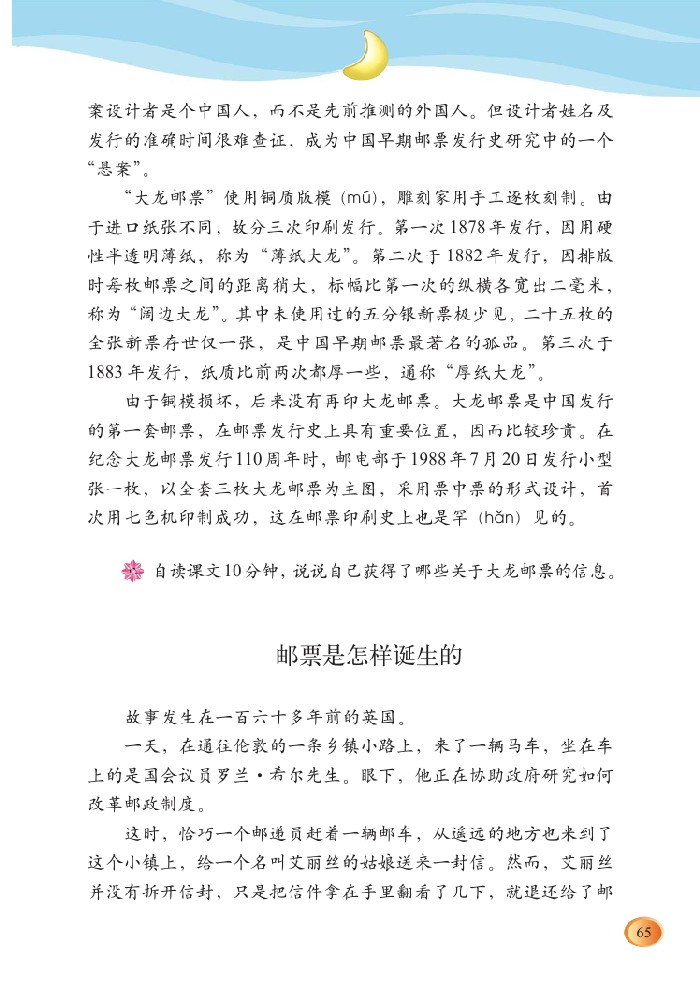 案设计者是个中国人，而不是先前推测的外国人。但设计者姓名及
发行的准确时间很难查证，成为中国早期邮票发行史研究中的一个
“悬案”。
“大龙邮票”使用铜质版模（mú），雕刻家用手工逐枚刻制。由
于进口纸张不同，故分三次印刷发行。第一次1878年发行，因用硬
性半透明薄纸，称为“薄纸大龙”。第二次于1882年发行，因排版
时每枚邮票之间的距离稍大，标幅比第一次的纵横各宽出二毫米，
称为“阔边大龙”。其中未使用过的五分银新票极少见，二十五枚的
全张新票存世仅一张，是中国早期邮票最著名的孤品。第三次于
1883年发行，纸质比前两次都厚一些，通称“厚纸大龙”。
由于铜模损坏，后来没有再印大龙邮票。大龙邮票是中国发行
的第一套邮票，在邮票发行史上具有重要位置，因而比较珍贵。在
纪念大龙邮票发行110周年时，邮电部于1988年7月20日发行小型
张一枚，以全套三枚大龙邮票为主图，采用票中票的形式设计，首
次用七色机印制成功，这在邮票印刷史上也是罕（hǎn）见的。
自读课文10分钟，说说自己获得了哪些关于大龙邮票的信息。
邮票是怎样诞生的
故事发生在一百六十多年前的英国。
一天，在通往伦敦的一条乡镇小路上，来了一辆马车，坐在车
上的是国会议员罗兰·希尔先生。眼下，他正在协助政府研究如何
改革邮政制度。
这时，恰巧一个邮递员赶着一辆邮车，从遥远的地方也来到了
这个小镇上，给一个名叫艾丽丝的姑娘送来一封信。然而，艾丽丝
并没有拆开信封，只是把信件拿在手里翻看了几下，就退还给了邮
65